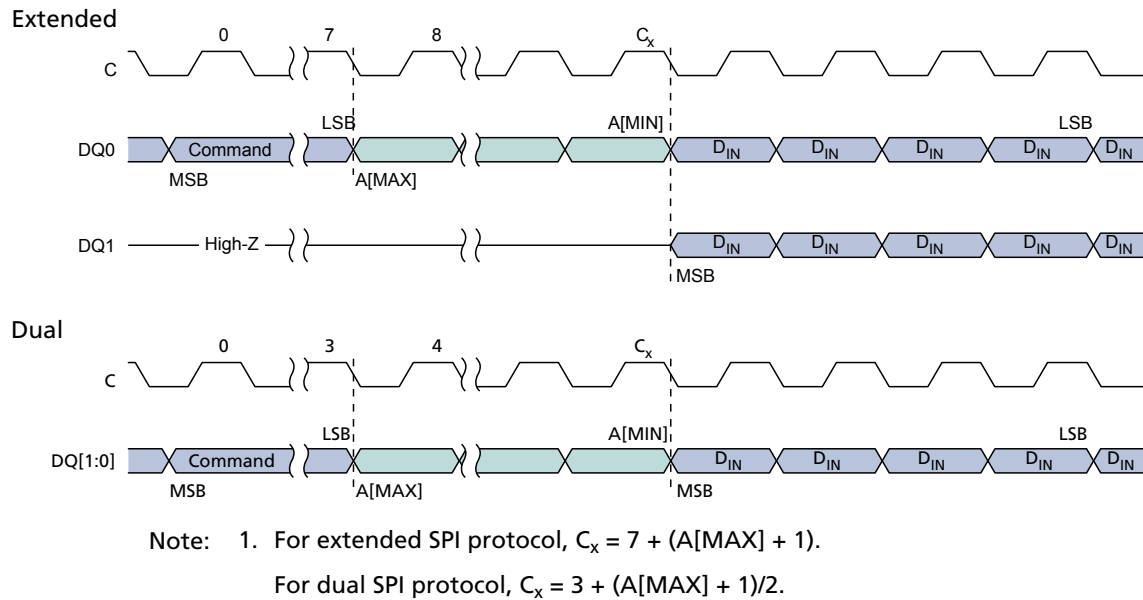 Extended
0 7 8 Cx
C
LSB A[MIN] LSB
DQ0 Command DIN DIN DIN DIN DIN
MSB A[MAX]
DQ1 High-Z DIN DIN DIN DIN DIN
MSB
Dual
0 3 4 Cx
C
LSB A[MIN] LSB
DQ[1:0] Command DIN DIN DIN DIN DIN
MSB A[MAX] MSB
Note: 1. For extended SPI protocol, Cx = 7 + (A[MAX] + 1).
For dual SPI protocol, Cx = 3 + (A[MAX] + 1)/2.